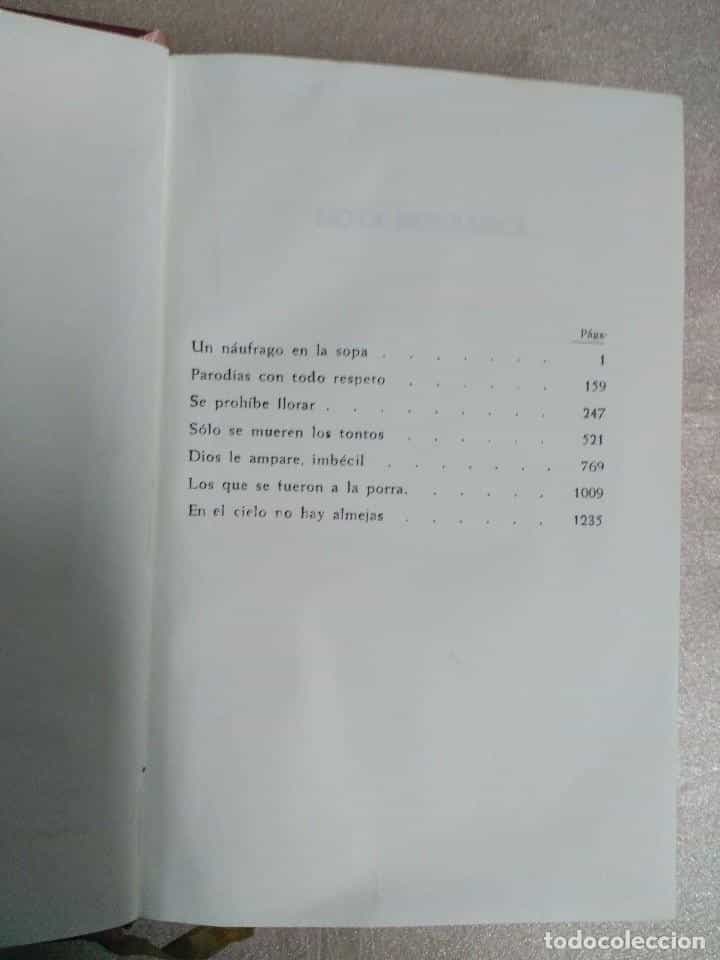 Págs
Un náufrago en la sopa . . . . . . . 1
Parodias con todo respeto . . . . . . 159
Se prohíbe llorar . . . . . . . . 247
Sólo se mueren los tontos . . . . . . 521
Dios le ampare, imbécil . . . . . . 769
Los que se fueron a la porra. . . . . . 1009
En el cielo no hay almejas . . . . . . 1235
todocoleccion